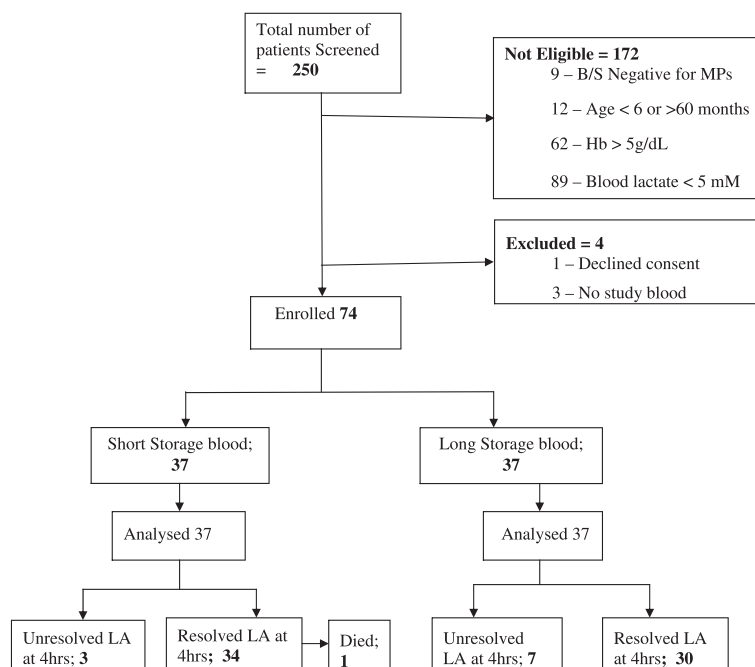 Total number of
patients Screened
= 250
Not Eligible = 172
9 – B/S Negative for MPs
12 – Age < 6 or >60 months
62 – Hb > 5g/dL
89 – Blood lactate < 5 mM
Excluded = 4
1 – Declined consent
3 – No study blood
Enrolled 74
Short Storage blood;
37
Long Storage blood;
37
Analysed 37
Analysed 37
Unresolved LA
at 4hrs; 3
Resolved LA at
4hrs; 34
Died;
1
Unresolved
LA at 4hrs; 7
Resolved LA
at 4hrs; 30